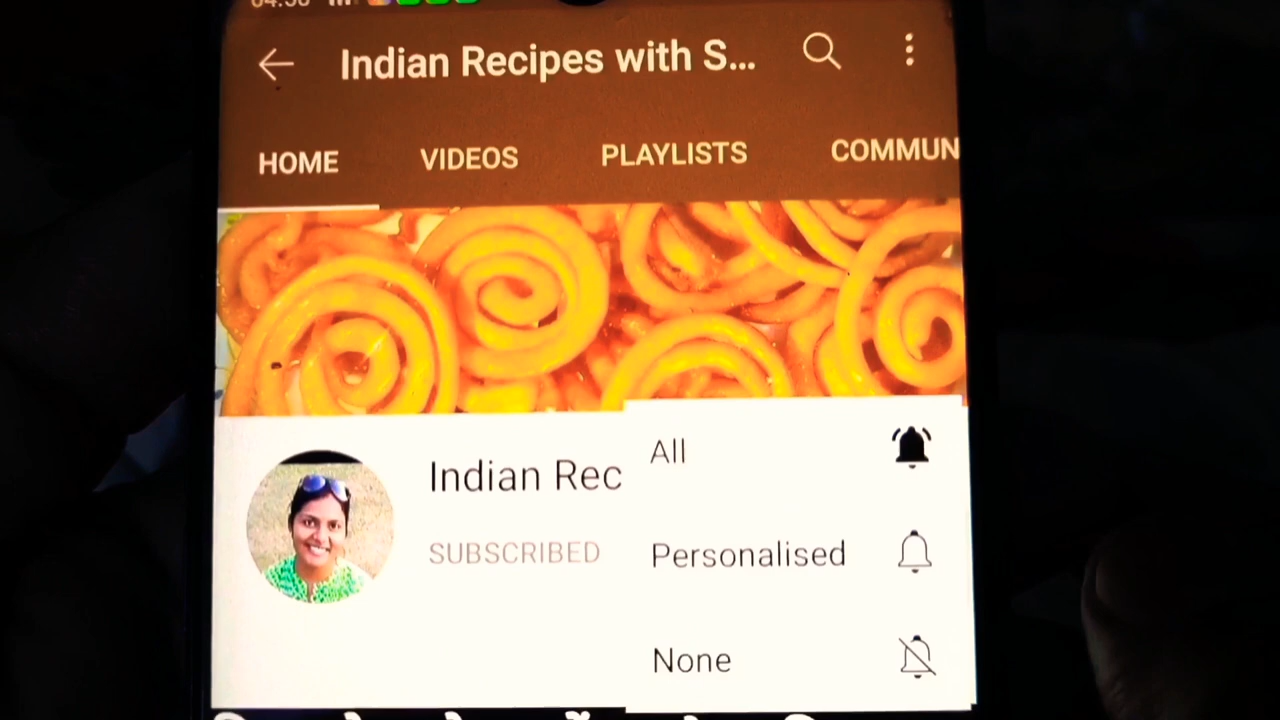 Indian Recipes with S...
HOME VIDEOS PLAYLISTS COMMUN
Indian Rec
SUBSCRIBED
All
Personalised
None